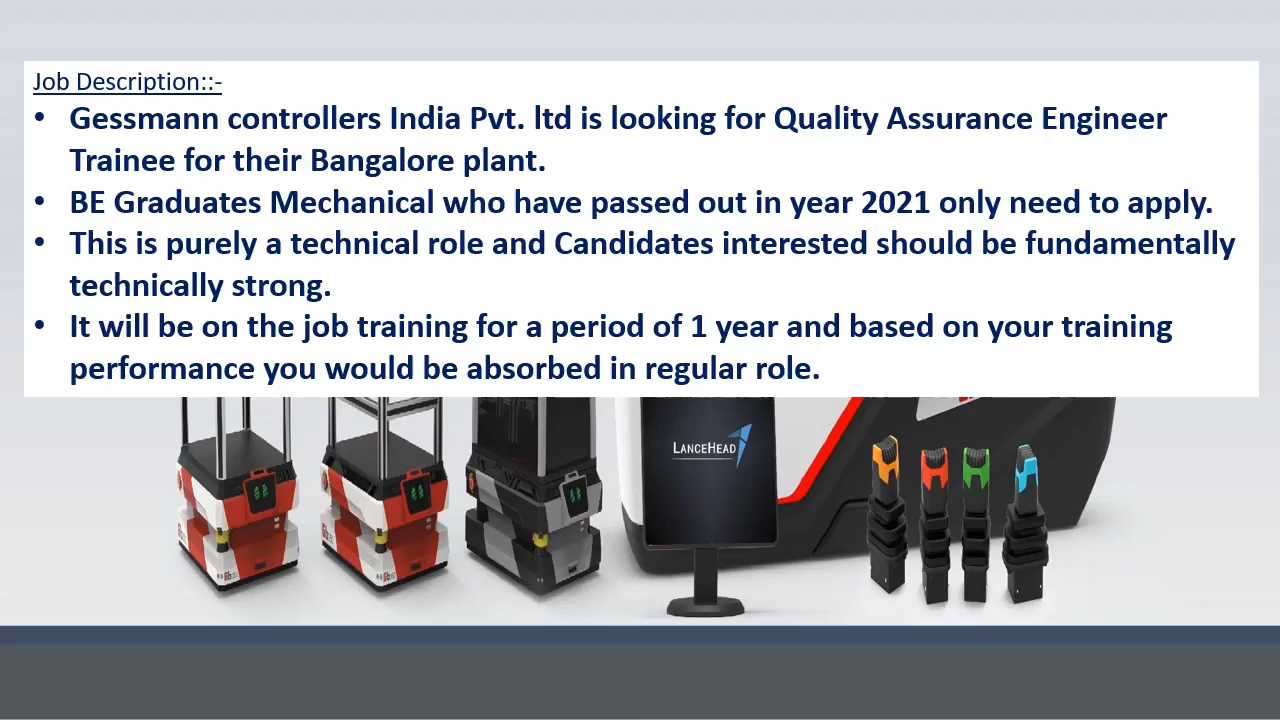 Job Description::-
• Gessmann controllers India Pvt. ltd is looking for Quality Assurance Engineer
Trainee for their Bangalore plant.
• BE Graduates Mechanical who have passed out in year 2021 only need to apply.
• This is purely a technical role and Candidates interested should be fundamentally
technically strong.
• It will be on the job training for a period of 1 year and based on your training
performance you would be absorbed in regular role.
LANCEHEAD